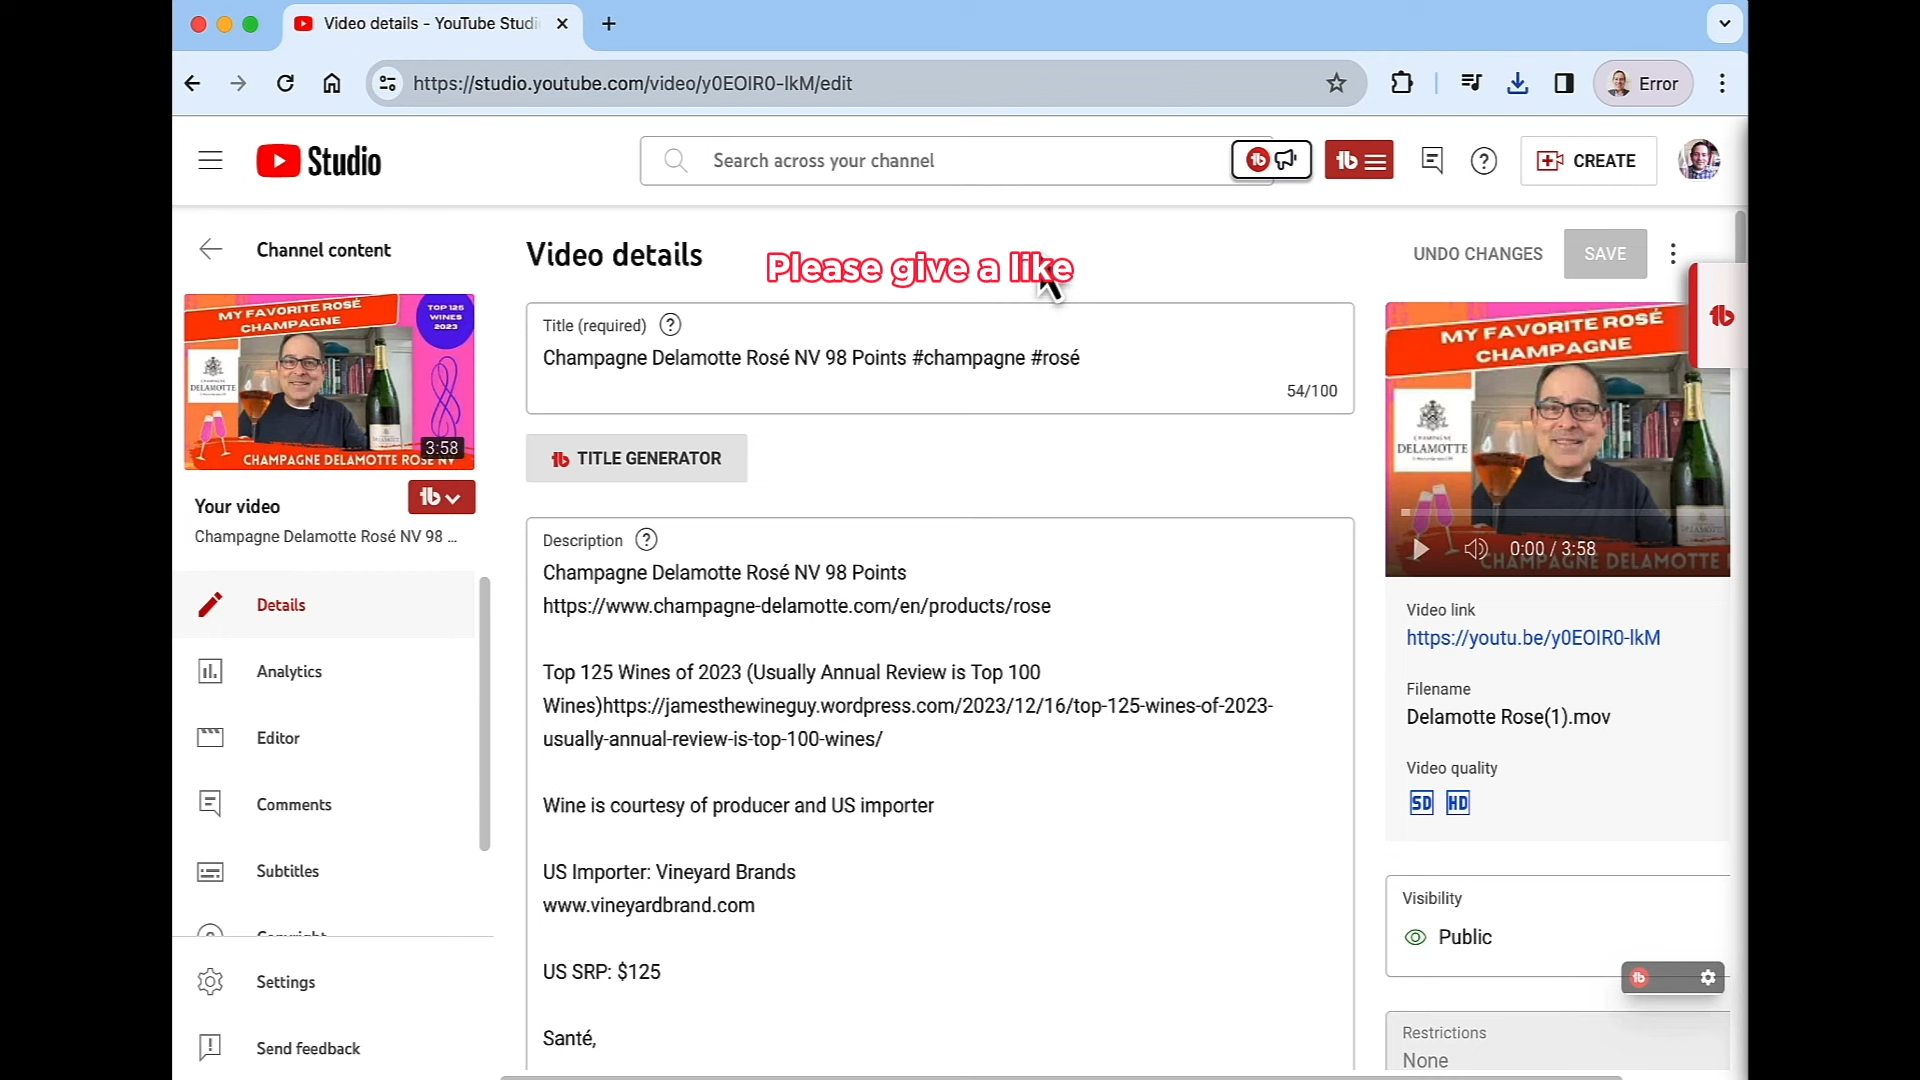 Video details - YouTube Studi
https://studio.youtube.com/video/y0EOIR0-lkM/edit
Error
Studio
Search across your channel
CREATE
Channel content
Video details
Please give a like
UNDO CHANGES
SAVE
MY FAVORITE ROSÉ
CHAMPAGNE
TOP 125
WINES
2023
CHAMPAGNE
DELAMOTTE
3:58
CHAMPAGNE DELAMOTTE ROSE NV
Your video
Champagne Delamotte Rosé NV 98 ...
Details
Analytics
Editor
Comments
Subtitles
Copyright
Settings
Send feedback
Title (required)
Champagne Delamotte Rosé NV 98 Points #champagne #rosé
54/100
TITLE GENERATOR
Description
Champagne Delamotte Rosé NV 98 Points
https://www.champagne-delamotte.com/en/products/rose
Top 125 Wines of 2023 (Usually Annual Review is Top 100
Wines)https://jamesthewineguy.wordpress.com/2023/12/16/top-125-wines-of-2023-
usually-annual-review-is-top-100-wines/
Wine is courtesy of producer and US importer
US Importer: Vineyard Brands
www.vineyardbrand.com
US SRP: $125
Santé,
MY FAVORITE ROSÉ
CHAMPAGNE
CHAMPAGNE
DELAMOTTE
0:00 / 3:58
CHAMPAGNE DELAMOTTE
Video link
https://youtu.be/y0EOIR0-lkM
Filename
Delamotte Rose(1).mov
Video quality
SD HD
Visibility
Public
Restrictions
None